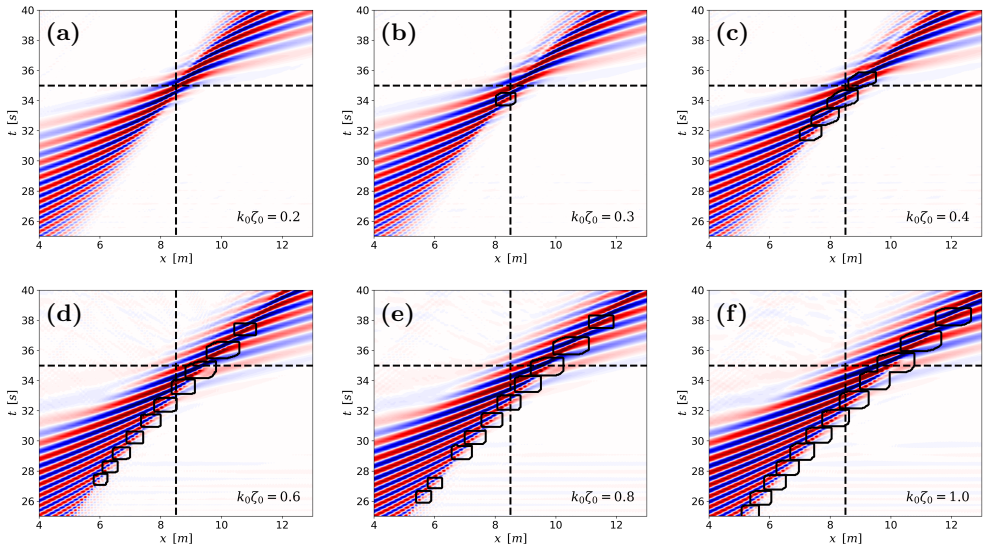 (a)
40
38
36
34
32
30
28
26
t [s]
4 6 8 10 12
x [m]
k₀ζ₀ = 0.2
(b)
40
38
36
34
32
30
28
26
t [s]
4 6 8 10 12
x [m]
k₀ζ₀ = 0.3
(c)
40
38
36
34
32
30
28
26
t [s]
4 6 8 10 12
x [m]
k₀ζ₀ = 0.4
(d)
40
38
36
34
32
30
28
26
t [s]
4 6 8 10 12
x [m]
k₀ζ₀ = 0.6
(e)
40
38
36
34
32
30
28
26
t [s]
4 6 8 10 12
x [m]
k₀ζ₀ = 0.8
(f)
40
38
36
34
32
30
28
26
t [s]
4 6 8 10 12
x [m]
k₀ζ₀ = 1.0